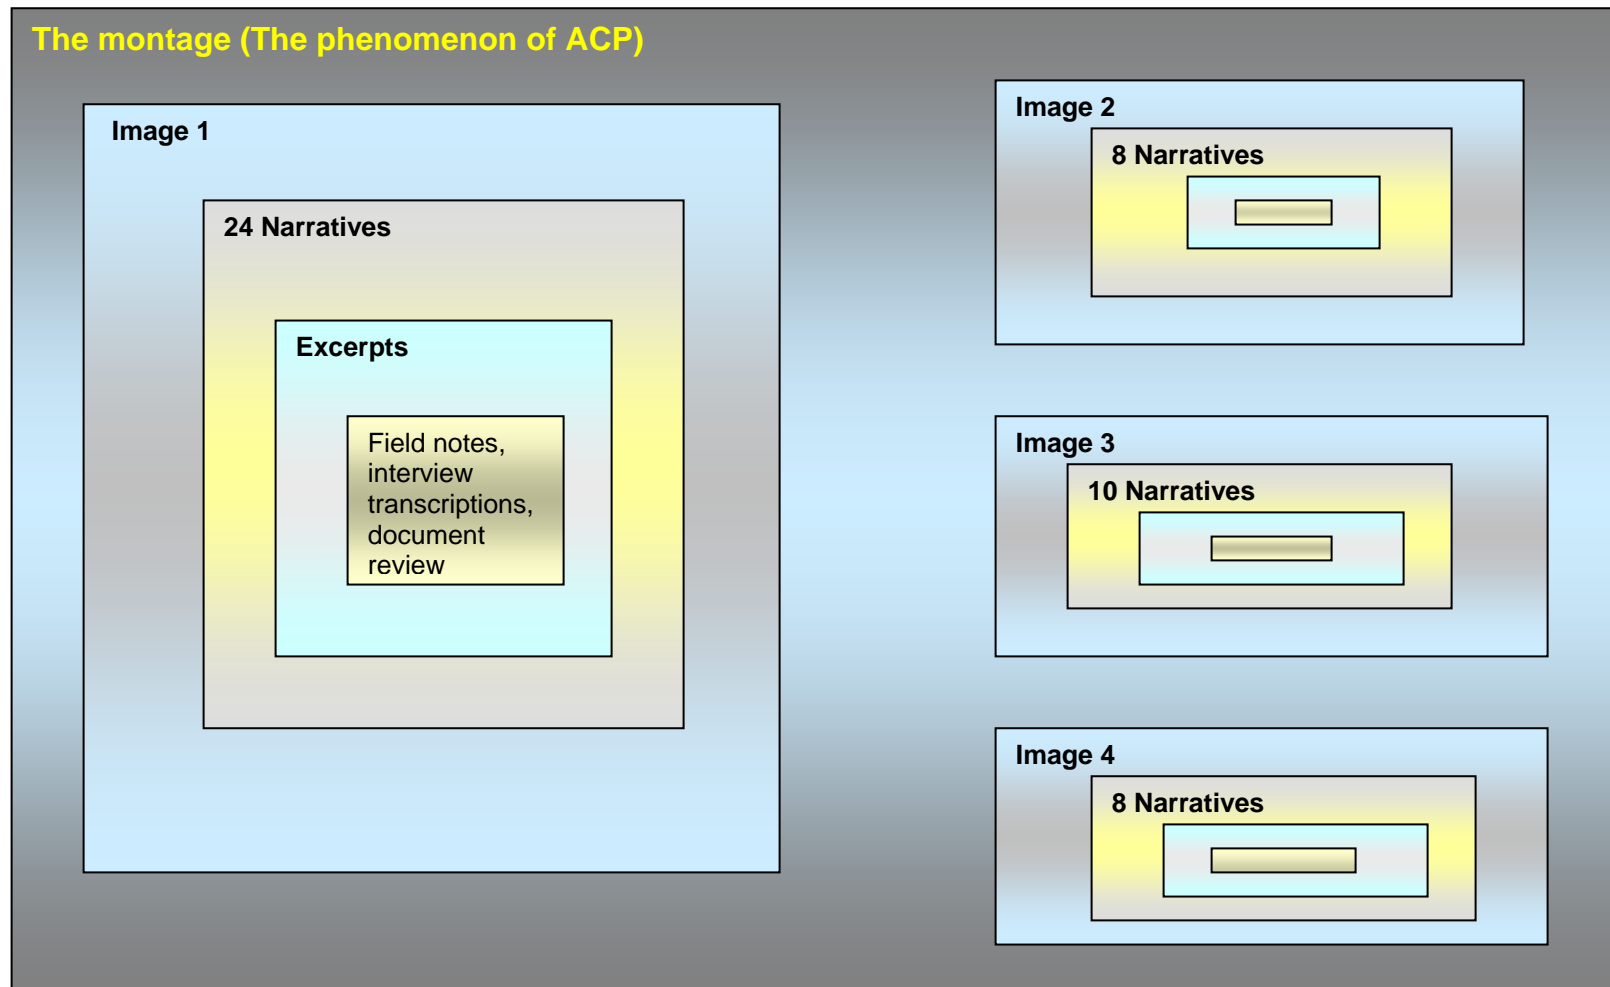 The montage (The phenomenon of ACP)
Image 1
24 Narratives
Excerpts
Field notes,
interview
transcriptions,
document
review
Image 2
8 Narratives
Image 3
10 Narratives
Image 4
8 Narratives